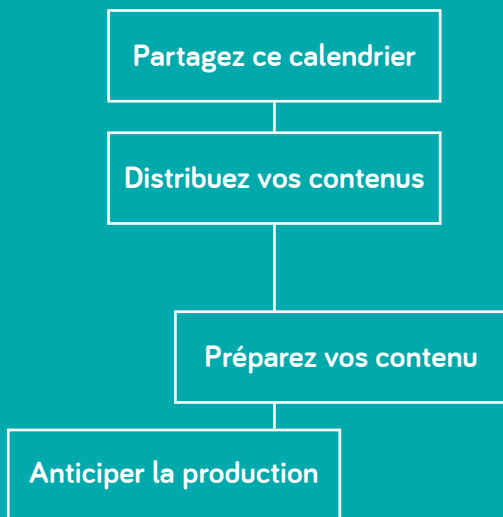 Partagez ce calendrier
Distribuez vos contenus
Préparez vos contenu
Anticiper la production